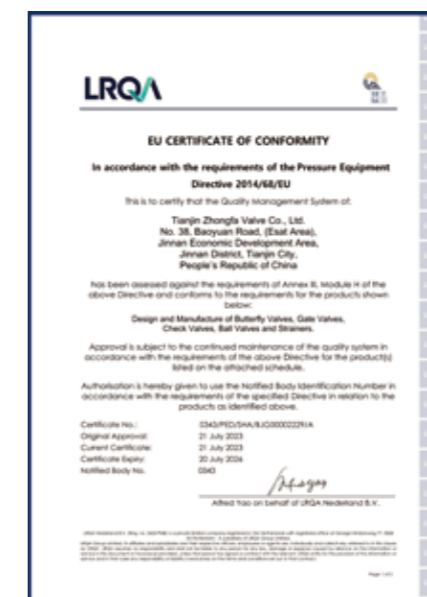 LRQA
EU CERTIFICATE OF CONFORMITY
In accordance with the requirements of the Pressure Equipment
Directive 2014/68/EU
This is to certify that the Quality Management System of:
Tianjin Zhongfa Valve Co., Ltd.
No. 38, Baoyuan Road, (Esat Area),
Jinnan Economic Development Area,
Jinnan District, Tianjin City,
People's Republic of China
has been assessed against the requirements of Annex III, Module H of the
above Directive and conforms to the requirements for the products shown
below:
Design and Manufacture of Butterfly Valves, Gate Valves,
Check Valves, Ball Valves and Strainers.
Approval is subject to the continued maintenance of the quality system in
accordance with the requirements of the above Directive for the product(s)
listed on the attached schedule.
Authorisation is hereby given to use the Notified Body Identification Number in
accordance with the requirements of the specified Directive in relation to the
products as identified above.
Certificate No.:
Original Approval: 21 July 2023
Current Certificate: 21 July 2023
Certificate Expiry: 20 July 2026
Notified Body No. 0343
Alfred Yao on behalf of LRQA Nederland B.V.
Page 1 of 2